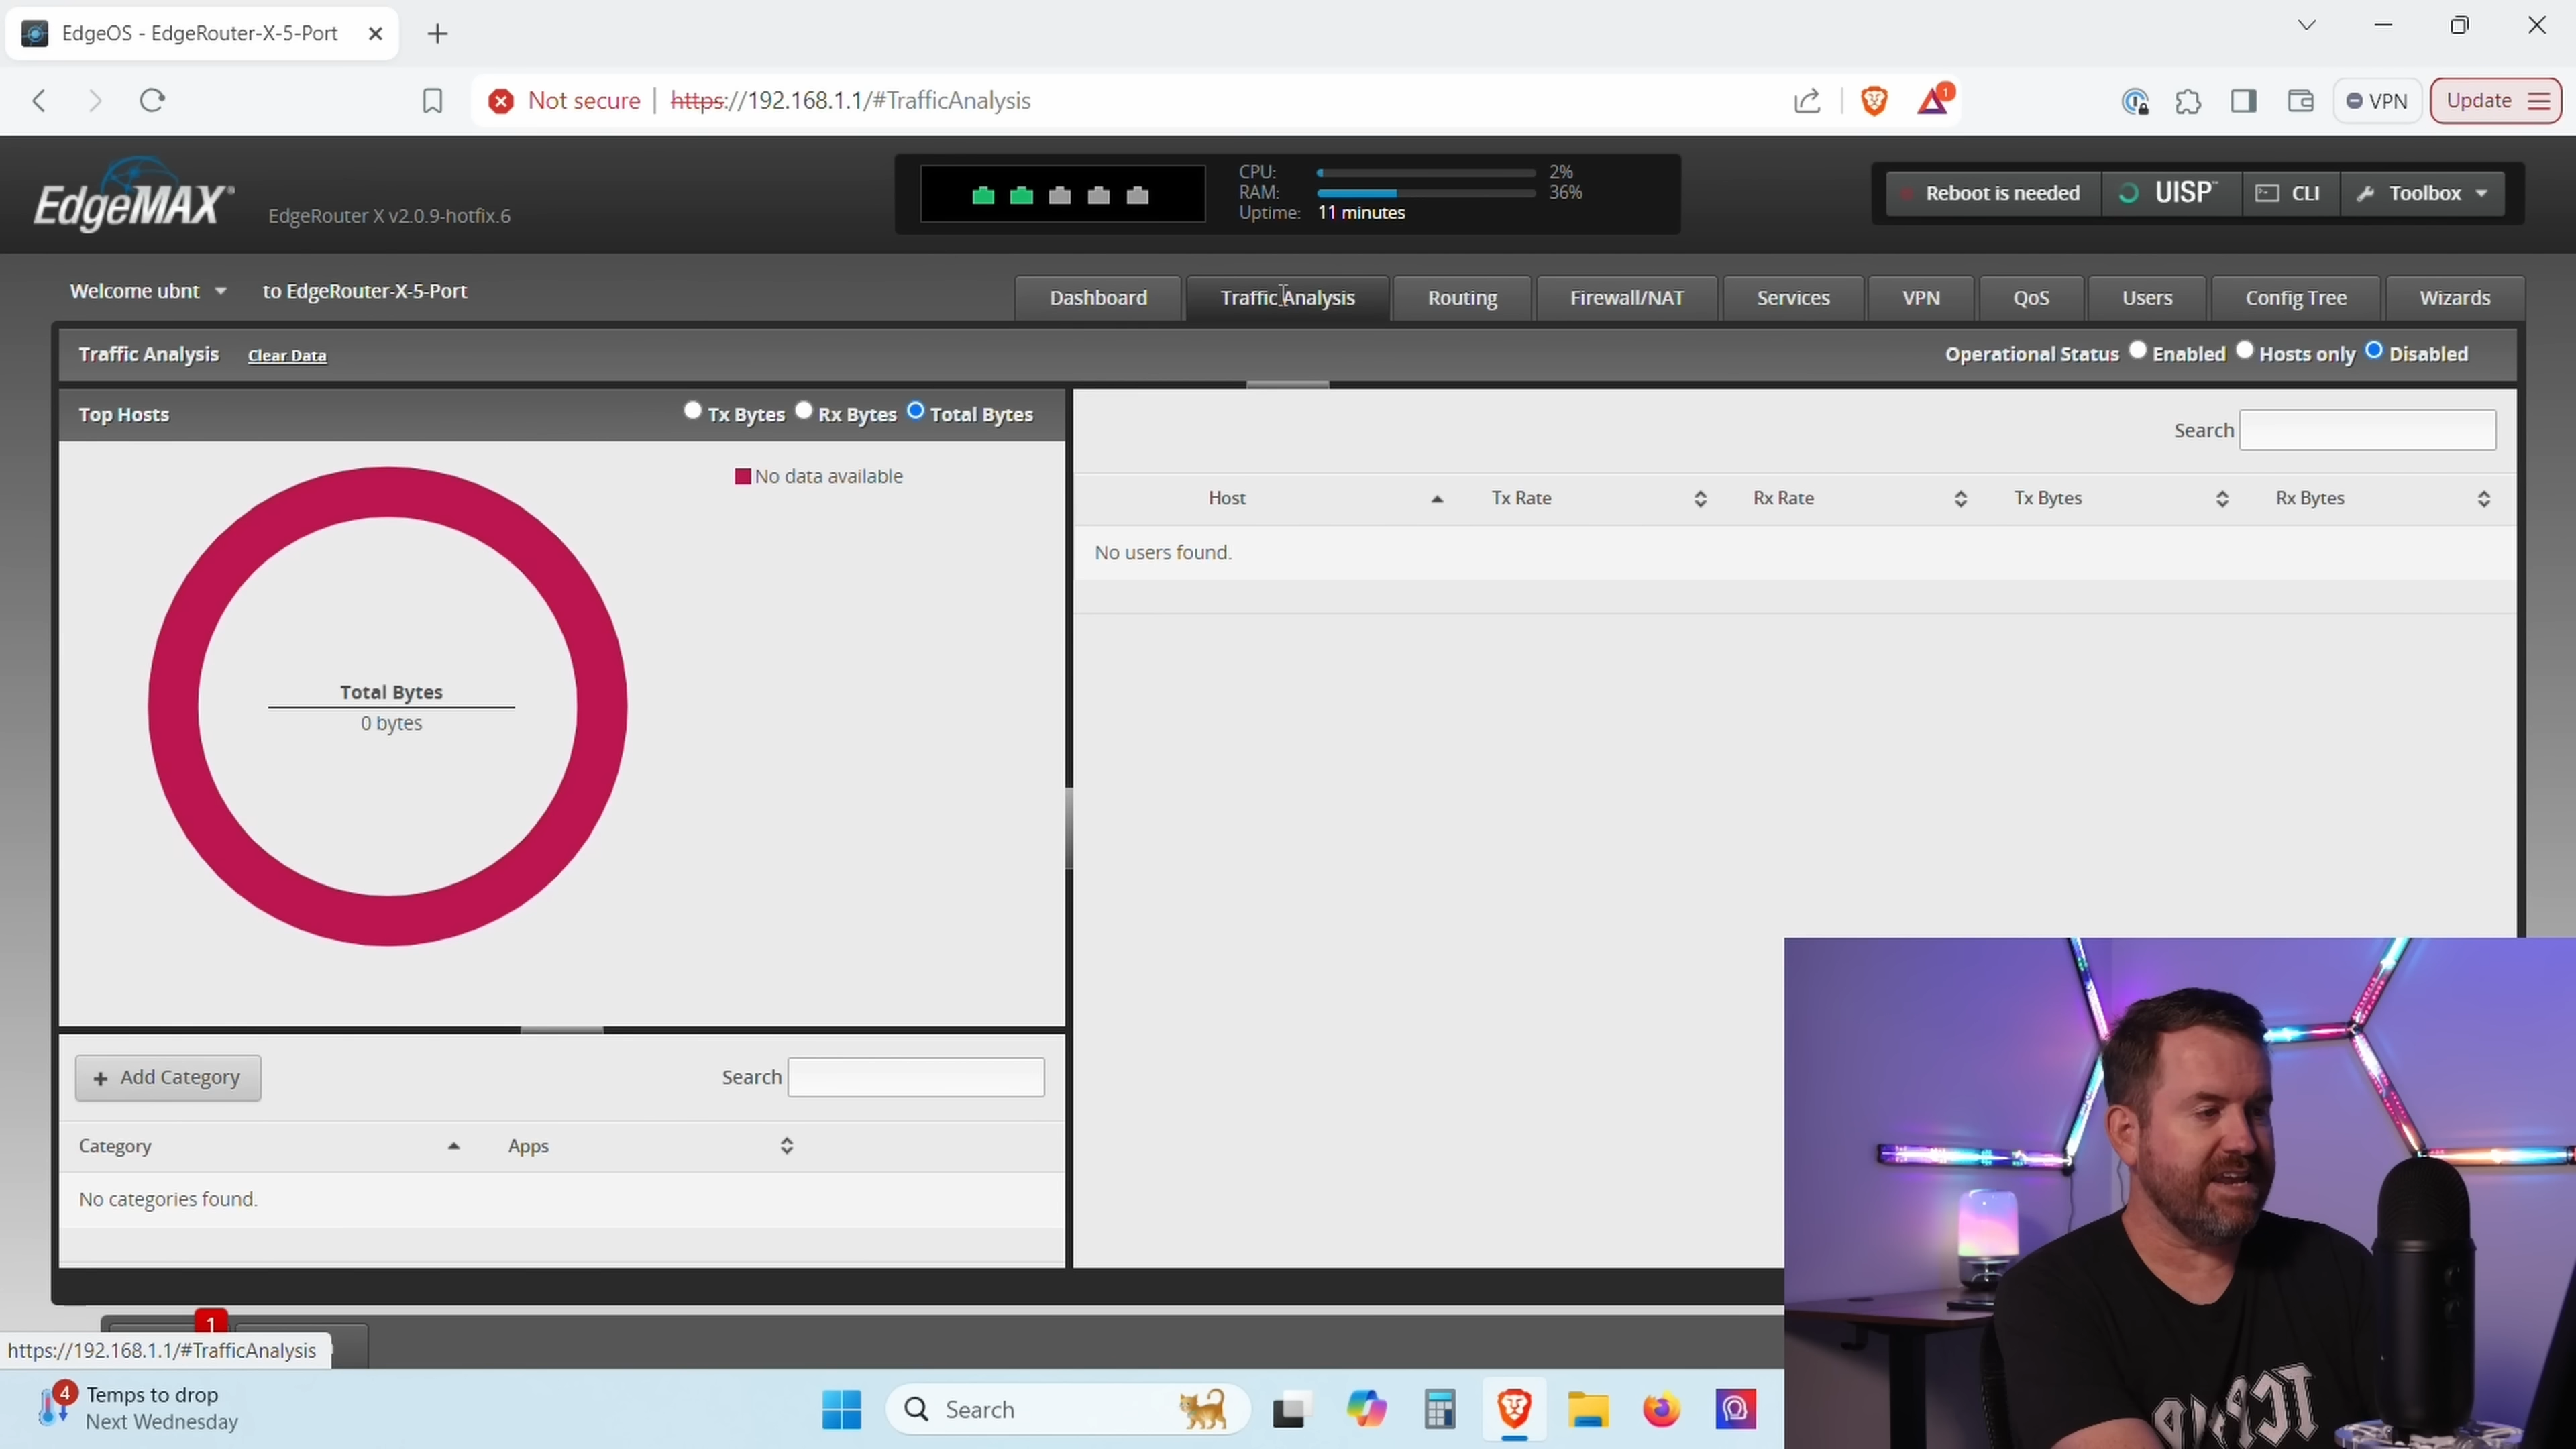 EdgeOS - EdgeRouter-X-5-Port
Not secure https://192.168.1.1/#TrafficAnalysis
1
VPN
Update
EdgeMAX
EdgeRouter X v2.0.9-hotfix.6
CPU: 2%
RAM: 36%
Uptime: 11 minutes
Reboot is needed
UISP™
CLI
Toolbox
Welcome ubnt to EdgeRouter-X-5-Port
Dashboard
Traffic Analysis
Routing
Firewall/NAT
Services
VPN
QoS
Users
Config Tree
Wizards
Traffic Analysis Clear Data
Operational Status Enabled Hosts only Disabled
Top Hosts
Tx Bytes Rx Bytes Total Bytes
No data available
Total Bytes
0 bytes
Search
Host Tx Rate Rx Rate Tx Bytes Rx Bytes
No users found.
+ Add Category
Search
Category Apps
No categories found.
1
https://192.168.1.1/#TrafficAnalysis
4
Temps to drop
Next Wednesday
Search